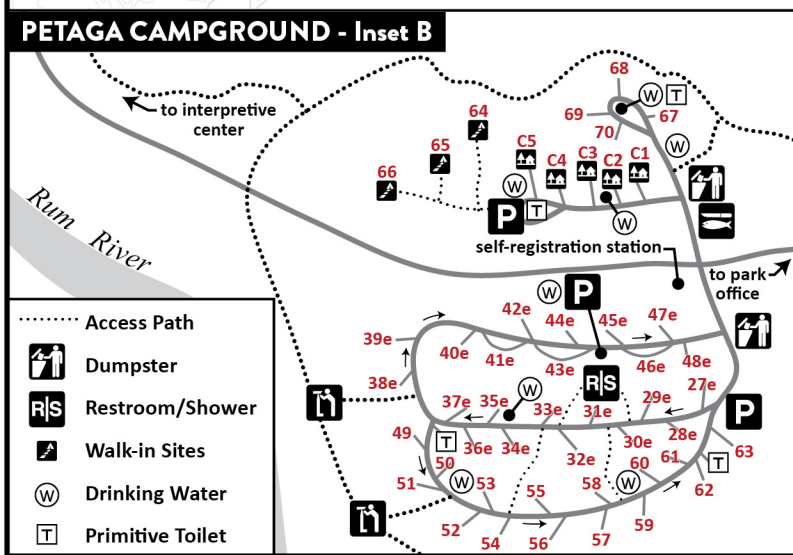 PETAGA CAMPGROUND - Inset B
68
W
T
69
67
70
to interpretive
center
64
65
66
C5
C4
C3
C2
C1
W
W
W
P
T
Rum River
self-registration station
to park
office
W
P
42e
44e
45e
47e
39e
40e
41e
43e
46e
48e
38e
R|S
27e
37e
35e
W
33e
31e
29e
P
49
T
36e
34e
32e
30e
28e
63
50
61
60
T
51
W
53
58
W
62
55
52
59
54
56
57
Access Path
Dumpster
R|S
Restroom/Shower
Walk-in Sites
W
Drinking Water
T
Primitive Toilet